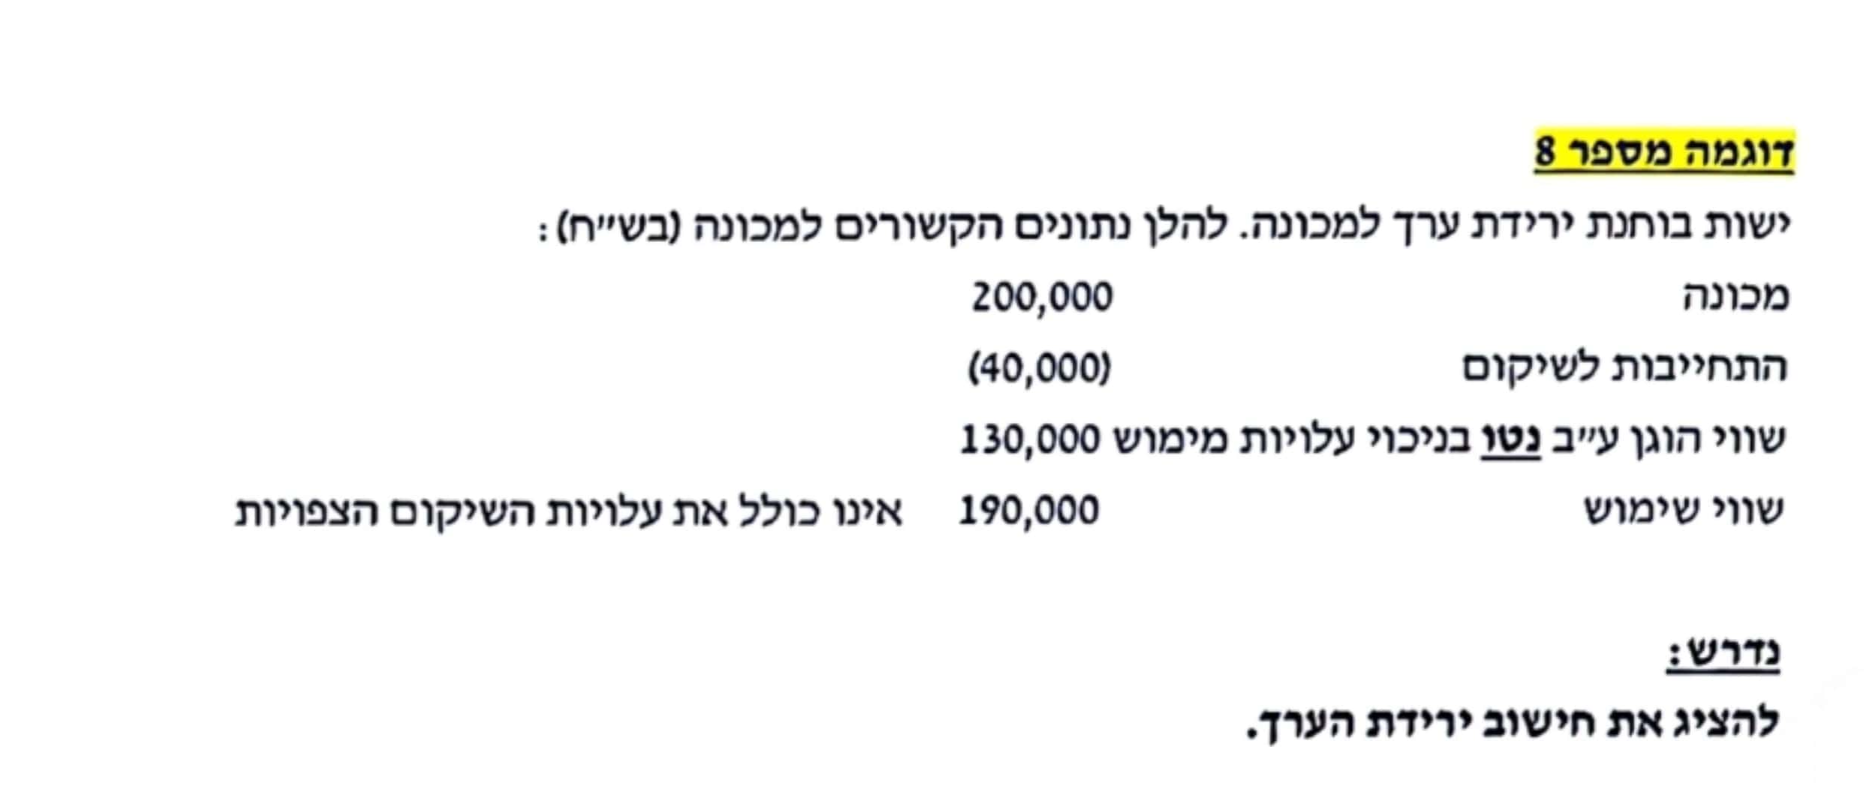 דוגמה מספר 8
ישות בוחנת ירידת ערך למכונה. להלן נתונים הקשורים למכונה (בש״ח):
מכונה 200,000
התחייבות לשיקום (40,000)
שווי הוגן ע״ב נטו בניכוי עלויות מימוש 130,000
שווי שימוש 190,000 אינו כולל את עלויות השיקום הצפויות
נדרש:
להציג את חישוב ירידת הערך.